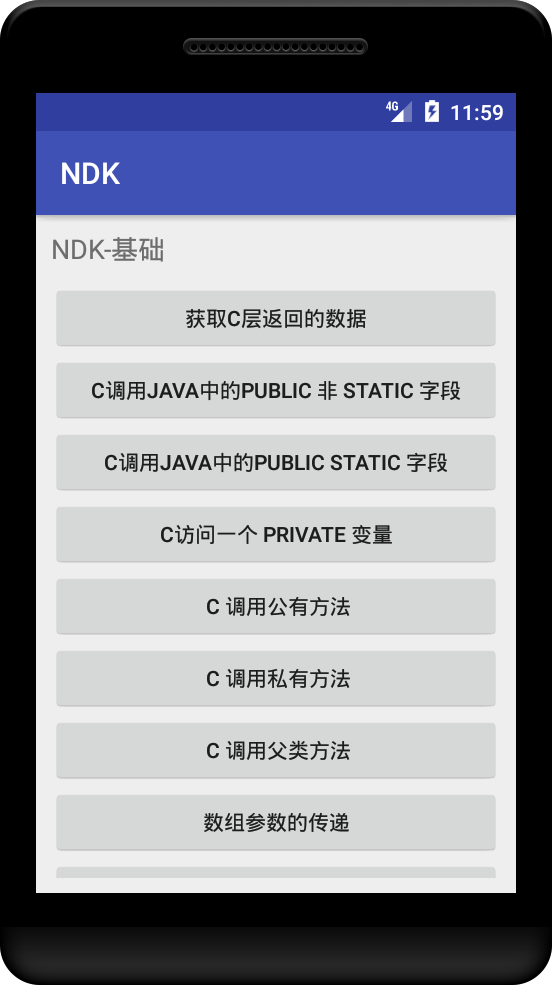 4G 11:59
NDK
NDK-基础
获取C层返回的数据
C调用JAVA中的PUBLIC 非 STATIC 字段
C调用JAVA中的PUBLIC STATIC 字段
C访问一个 PRIVATE 变量
C 调用公有方法
C 调用私有方法
C 调用父类方法
数组参数的传递